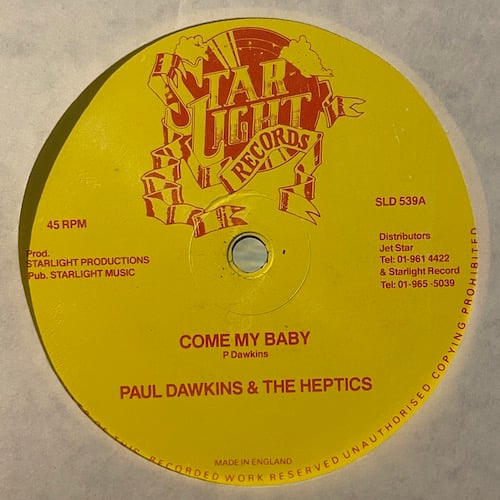 STAR
LIGHT
RECORDS
45 RPM
SLD 539A
Prod.
STARLIGHT PRODUCTIONS
Pub. STARLIGHT MUSIC
Distributors
Jet Star
Tel: 01-961 4422
& Starlight Record
Tel: 01-965 -5039
COME MY BABY
P Dawkins
PAUL DAWKINS & THE HEPTICS
MADE IN ENGLAND
OF THIS RECORDED WORK RESERVED UNAUTHORISED COPYING PROHIBITED